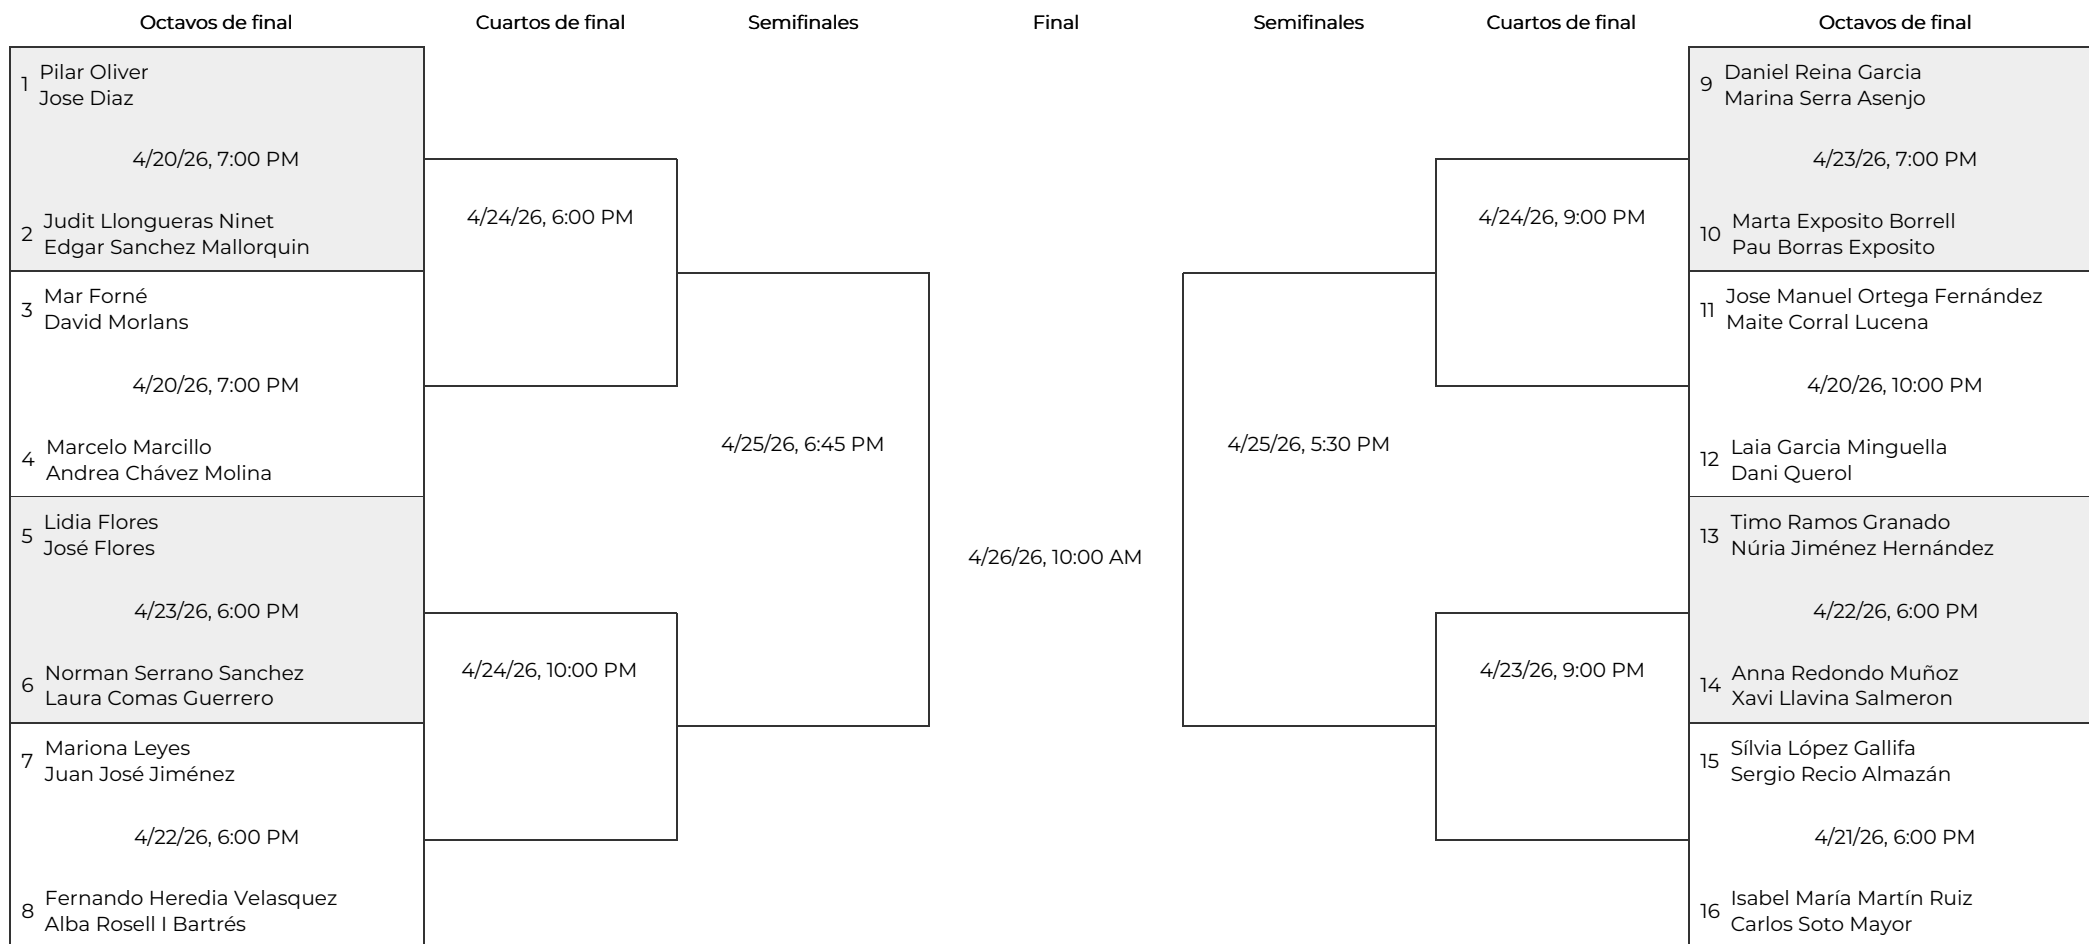 Octavos de final
Cuartos de final
Semifinales
Final
Semifinales
Cuartos de final
Octavos de final
1
Pilar Oliver
Jose Diaz
4/20/26, 7:00 PM
2
Judit Llongueras Ninet
Edgar Sanchez Mallorquin
3
Mar Forné
David Morlans
4/20/26, 7:00 PM
4
Marcelo Marcillo
Andrea Chávez Molina
5
Lidia Flores
José Flores
4/23/26, 6:00 PM
6
Norman Serrano Sanchez
Laura Comas Guerrero
7
Mariona Leyes
Juan José Jiménez
4/22/26, 6:00 PM
8
Fernando Heredia Velasquez
Alba Rosell I Bartrés
4/24/26, 6:00 PM
4/24/26, 10:00 PM
4/25/26, 6:45 PM
4/26/26, 10:00 AM
4/25/26, 5:30 PM
4/24/26, 9:00 PM
4/23/26, 9:00 PM
9
Daniel Reina Garcia
Marina Serra Asenjo
4/23/26, 7:00 PM
10
Marta Exposito Borrell
Pau Borras Exposito
11
Jose Manuel Ortega Fernández
Maite Corral Lucena
4/20/26, 10:00 PM
12
Laia Garcia Minguella
Dani Querol
13
Timo Ramos Granado
Núria Jiménez Hernández
4/22/26, 6:00 PM
14
Anna Redondo Muñoz
Xavi Llavina Salmeron
15
Sílvia López Gallifa
Sergio Recio Almazán
4/21/26, 6:00 PM
16
Isabel María Martín Ruiz
Carlos Soto Mayor